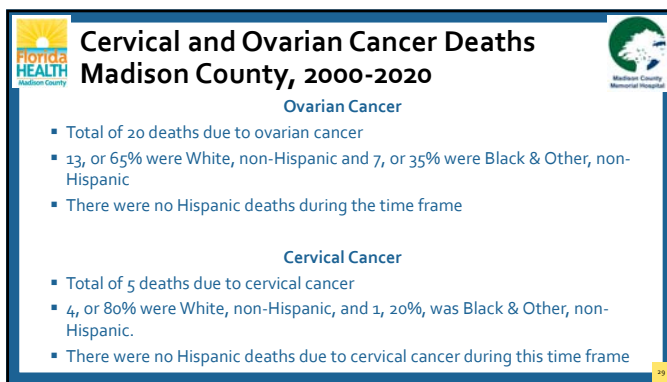 Florida
HEALTH
Madison County
Cervical and Ovarian Cancer Deaths
Madison County, 2000-2020
Madison County
Memorial Hospital
Ovarian Cancer
▪ Total of 20 deaths due to ovarian cancer
▪ 13, or 65% were White, non-Hispanic and 7, or 35% were Black & Other, non-
Hispanic
▪ There were no Hispanic deaths during the time frame
Cervical Cancer
▪ Total of 5 deaths due to cervical cancer
▪ 4, or 80% were White, non-Hispanic, and 1, 20%, was Black & Other, non-
Hispanic.
▪ There were no Hispanic deaths due to cervical cancer during this time frame
29